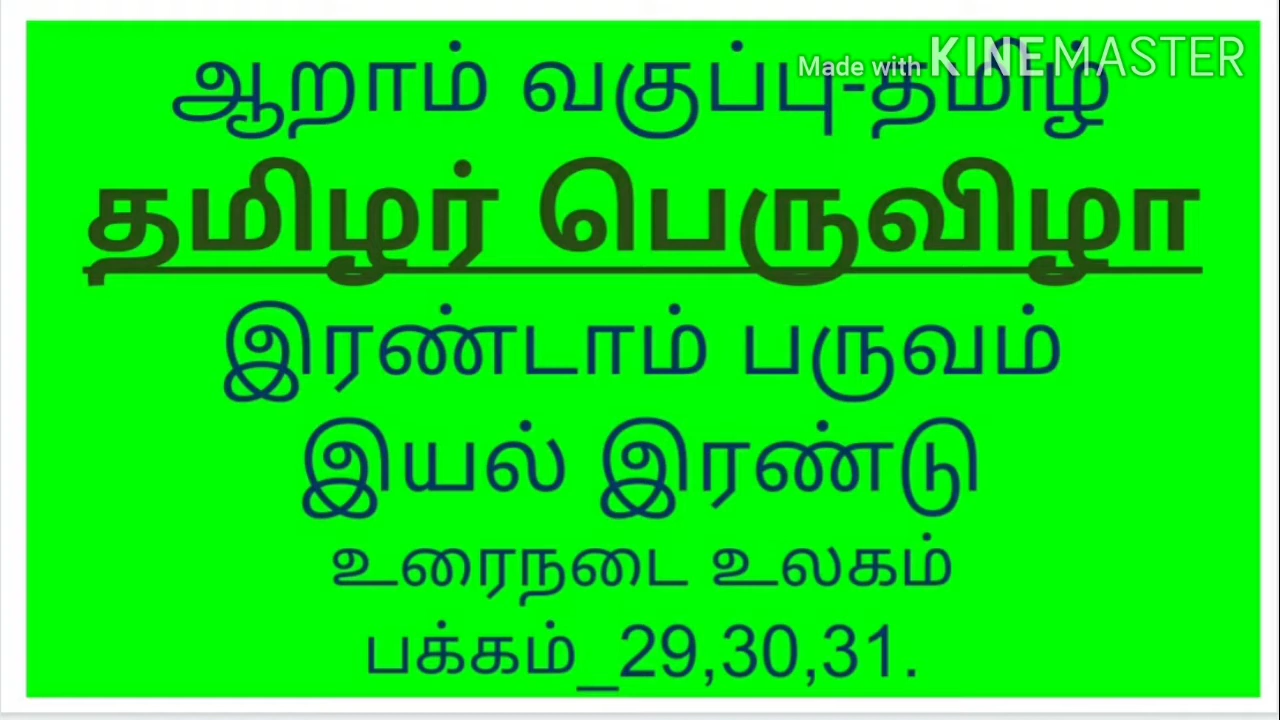 ஆறாம் வகுப்பு-தமிழ்
Made with KINEMASTER
தமிழர் பெருவிழா
இரண்டாம் பருவம்
இயல் இரண்டு
உரைநடை உலகம்
பக்கம்_29,30,31.